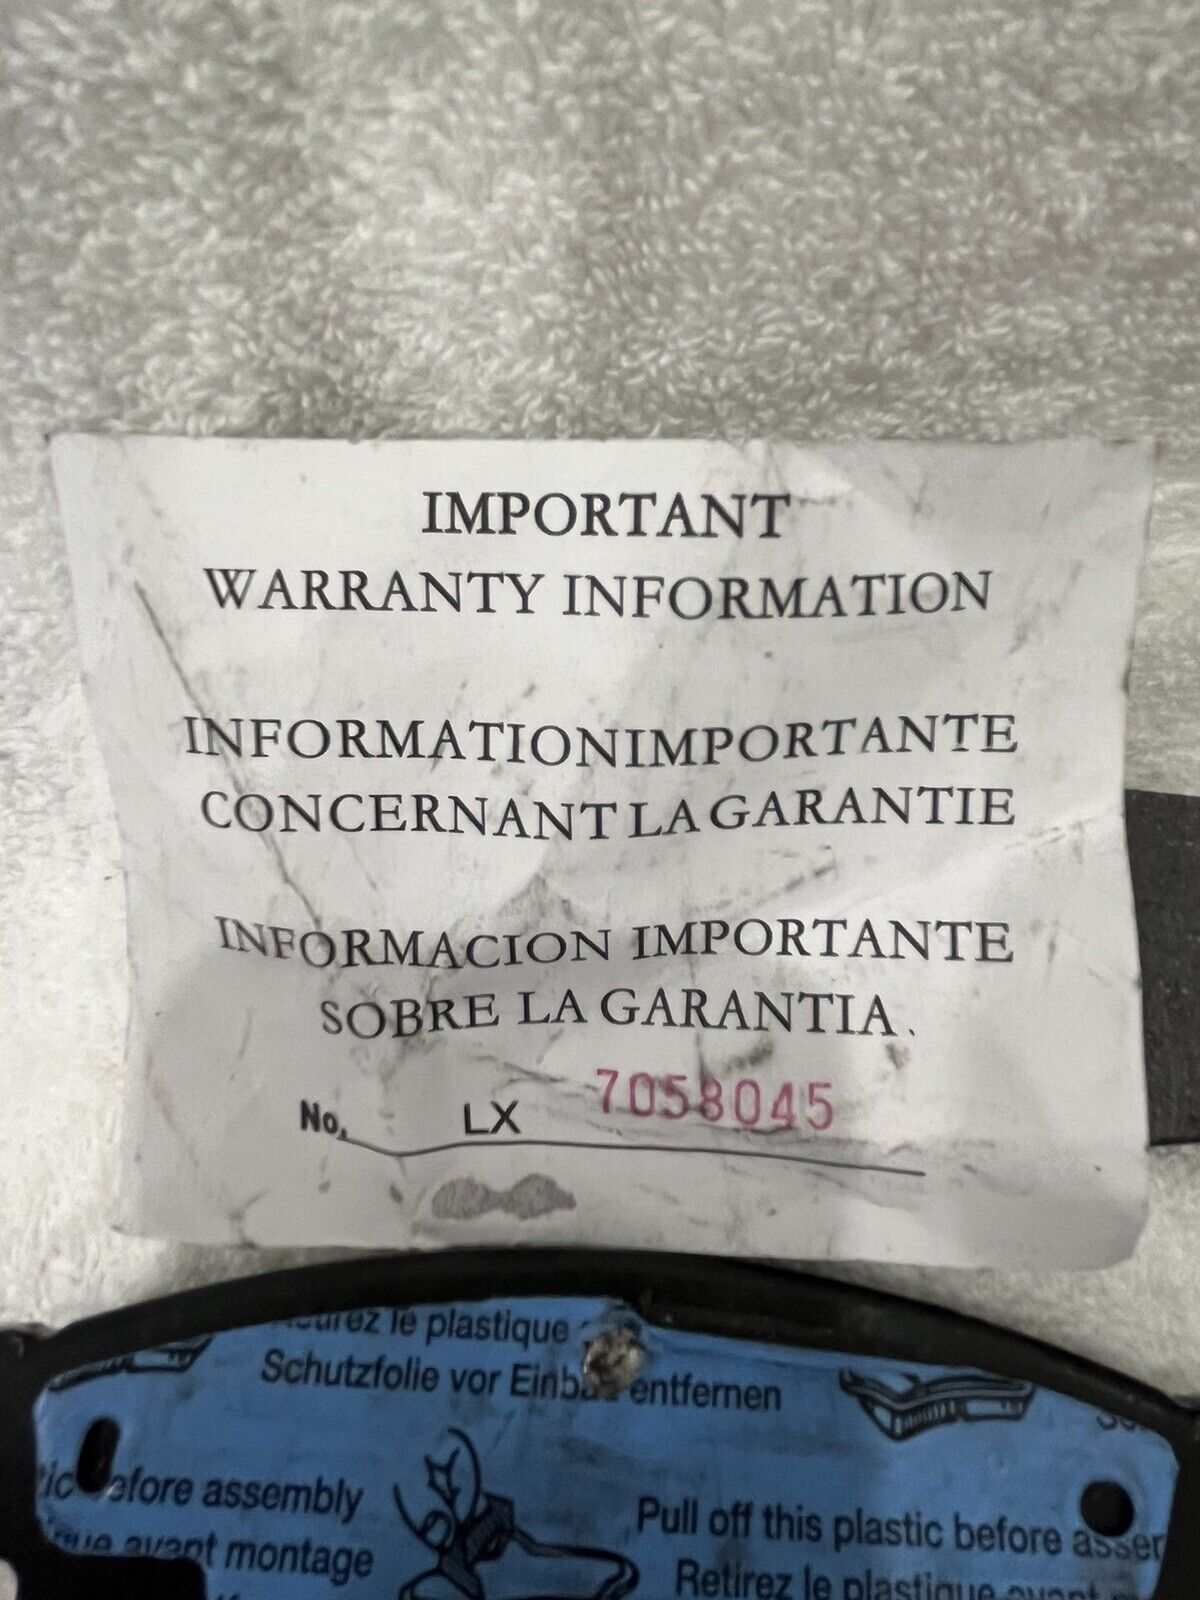 IMPORTANT
WARRANTY INFORMATION
INFORMATIONIMPORTANTE
CONCERNANT LA GARANTIE
INFORMACION IMPORTANTE
SOBRE LA GARANTIA.
No. LX 7058045
le plastique
Schutzfolie vor entfernen
before assembly
avant montage
Pull off this plastic before
Retirez le plastique avant